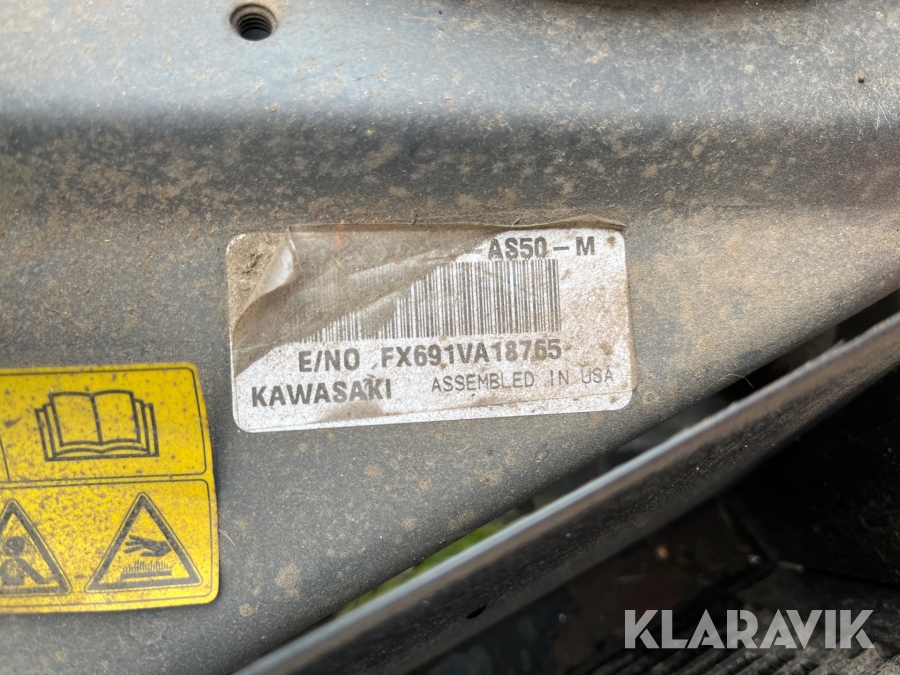 -AS50-M
E/NO FX691VA18765
KAWASAKI ASSEMBLED IN USA
KLARAVIK